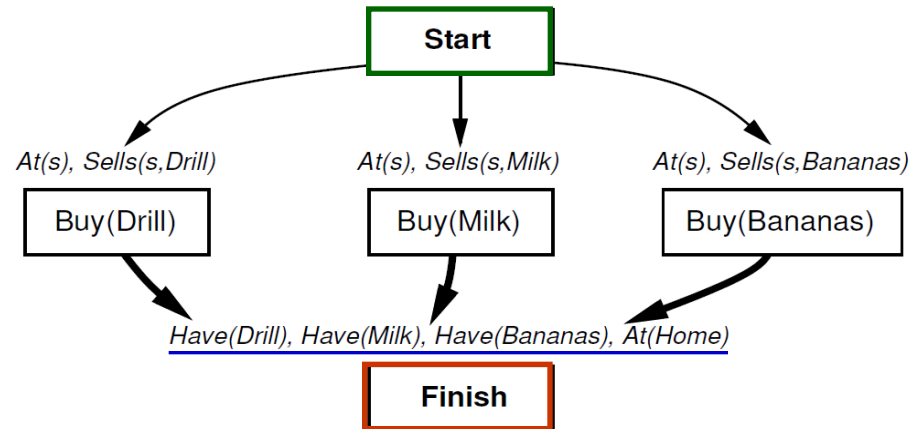 Start
At(s), Sells(s,Drill) At(s), Sells(s,Milk) At(s), Sells(s,Bananas)
Buy(Drill) Buy(Milk) Buy(Bananas)
Have(Drill), Have(Milk), Have(Bananas), At(Home)
Finish